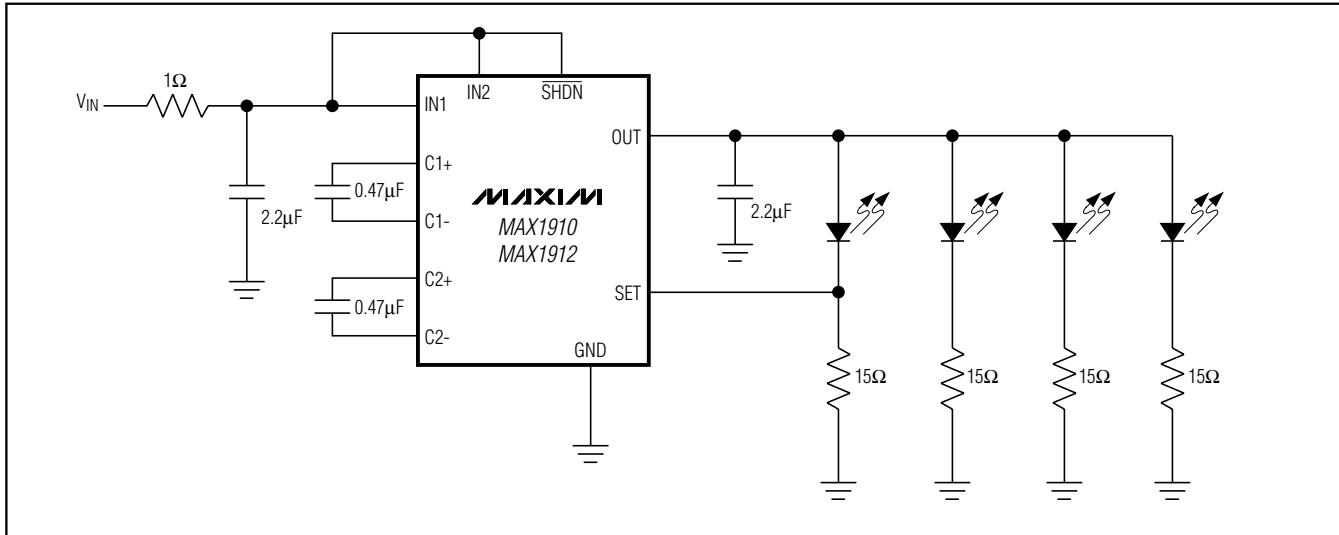 1Ω
VIN
IN1
IN2
SHDN
OUT
C1+
0.47µF
C1-
2.2µF
MAXIM
MAX1910
MAX1912
2.2µF
C2+
0.47µF
C2-
SET
GND
15Ω
15Ω
15Ω
15Ω